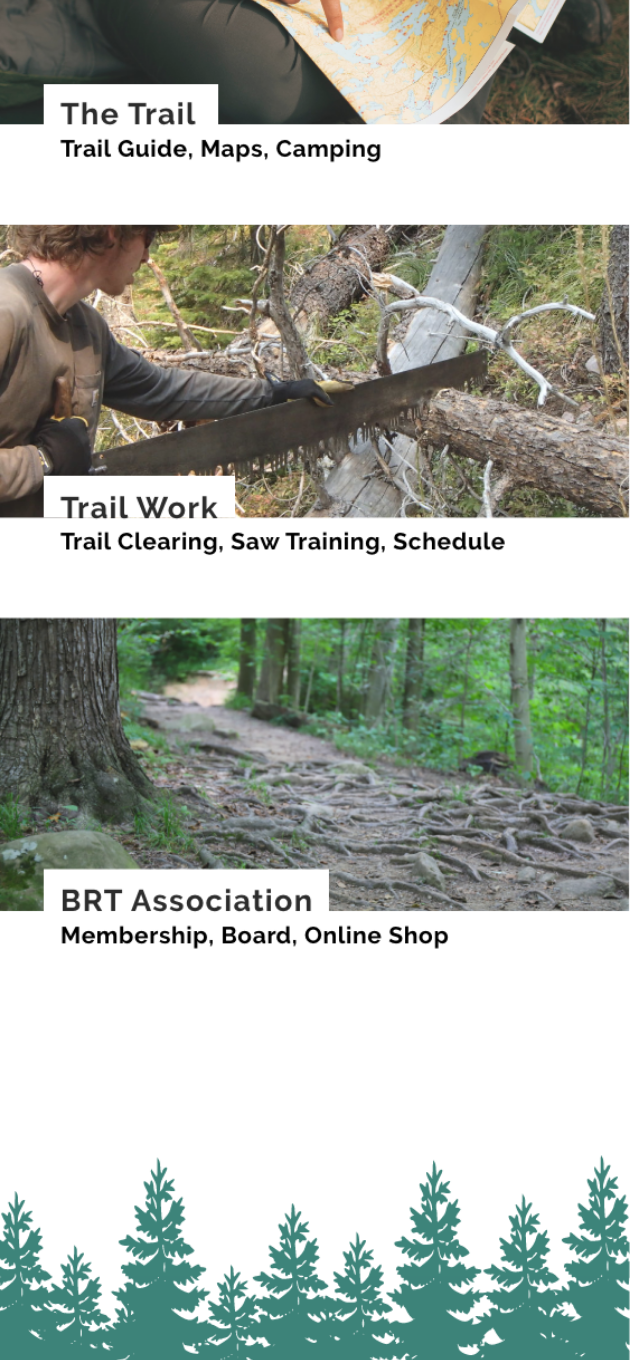 The Trail
Trail Guide, Maps, Camping
Trail Work
Trail Clearing, Saw Training, Schedule
BRT Association
Membership, Board, Online Shop